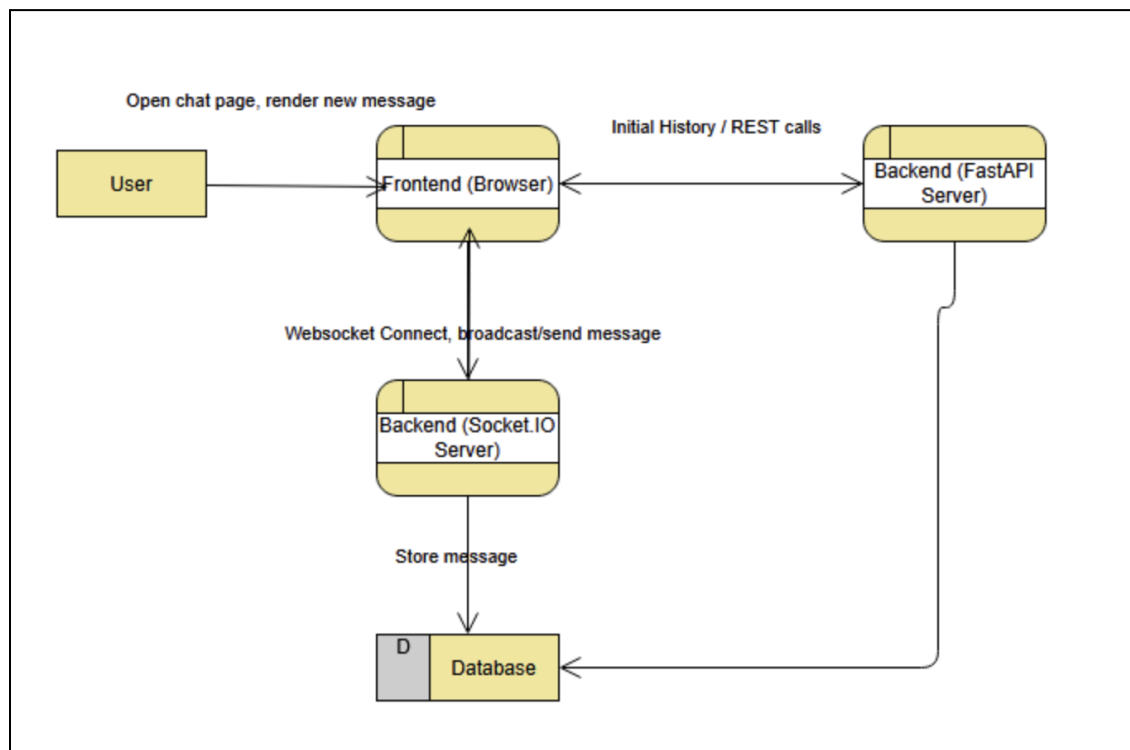 Open chat page, render new message
Initial History / REST calls
User
Frontend (Browser)
Backend (FastAPI
Server)
Websocket Connect, broadcast/send message
Backend (Socket.IO
Server)
Store message
D
Database